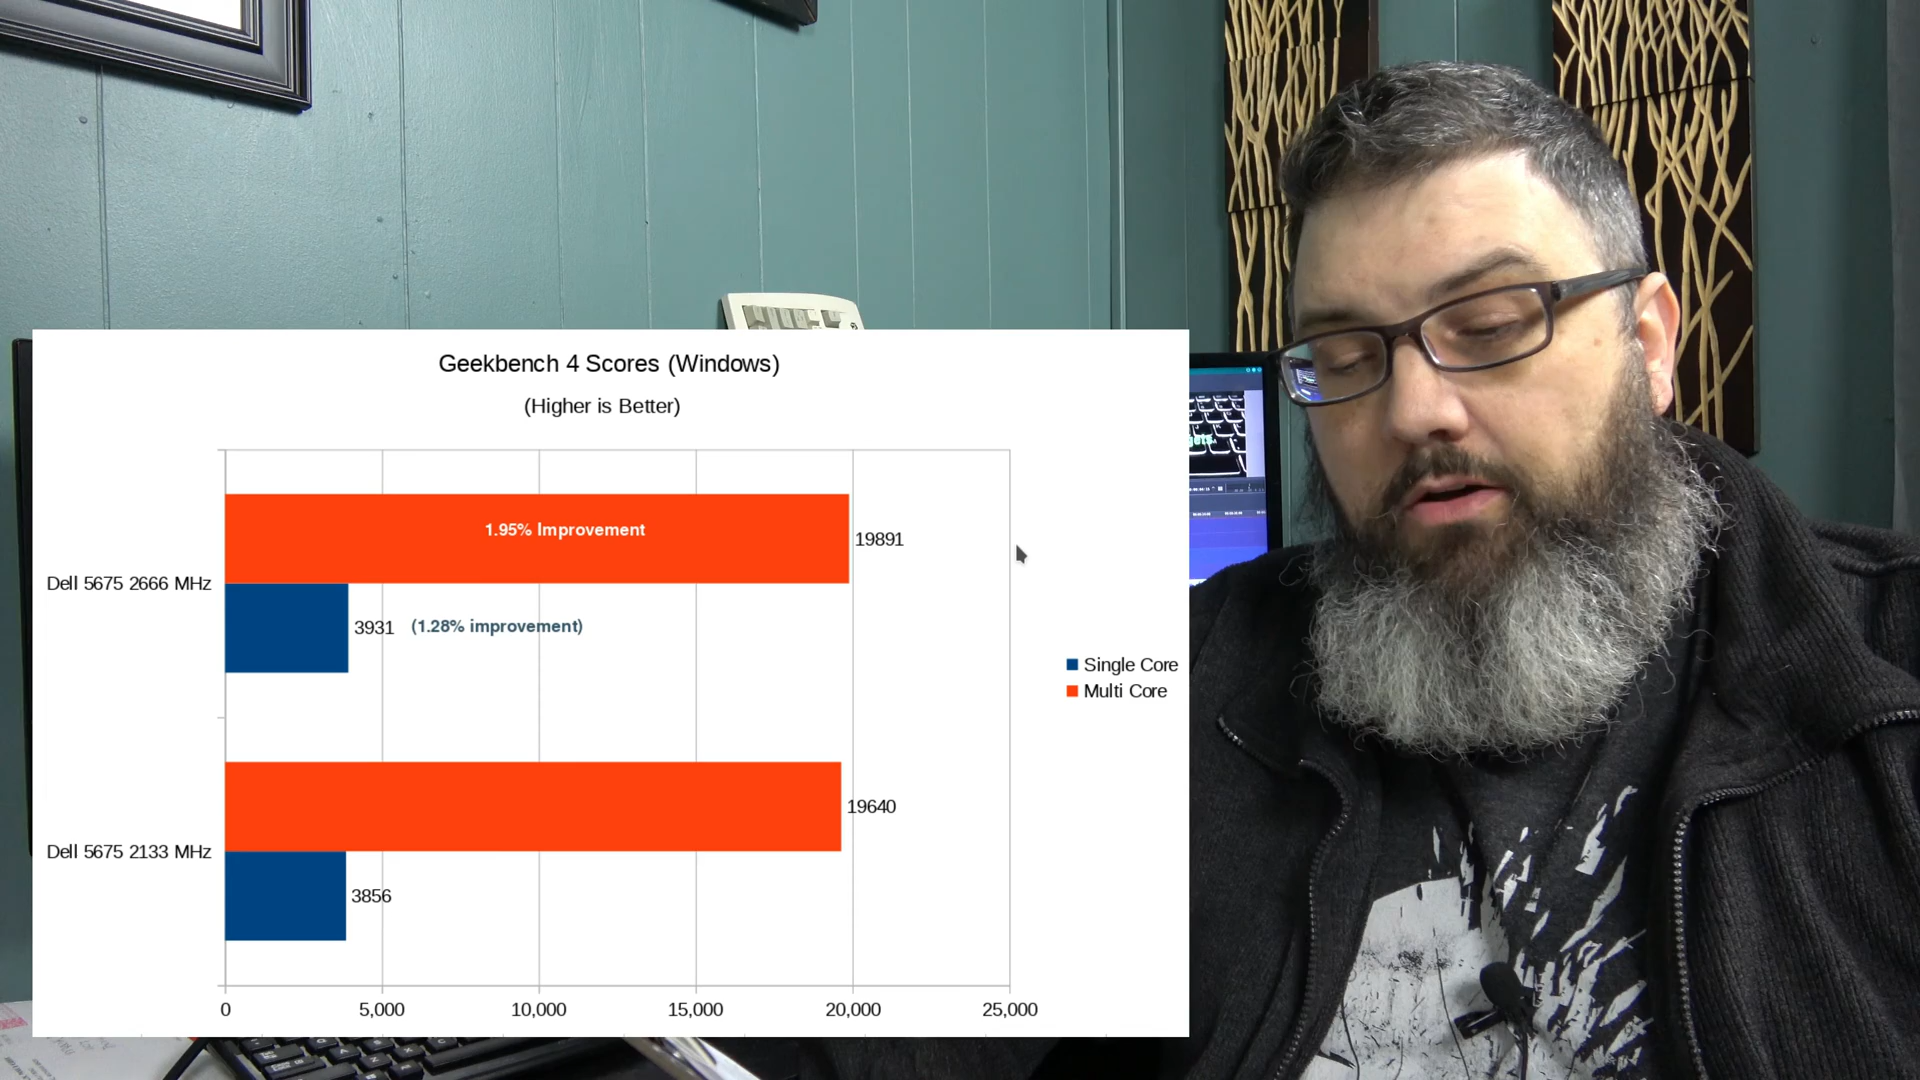 Geekbench 4 Scores (Windows)
(Higher is Better)
1.95% Improvement
19891
Dell 5675 2666 MHz
3931 (1.28% improvement)
Single Core
Multi Core
19640
Dell 5675 2133 MHz
3856
0 5,000 10,000 15,000 20,000 25,000